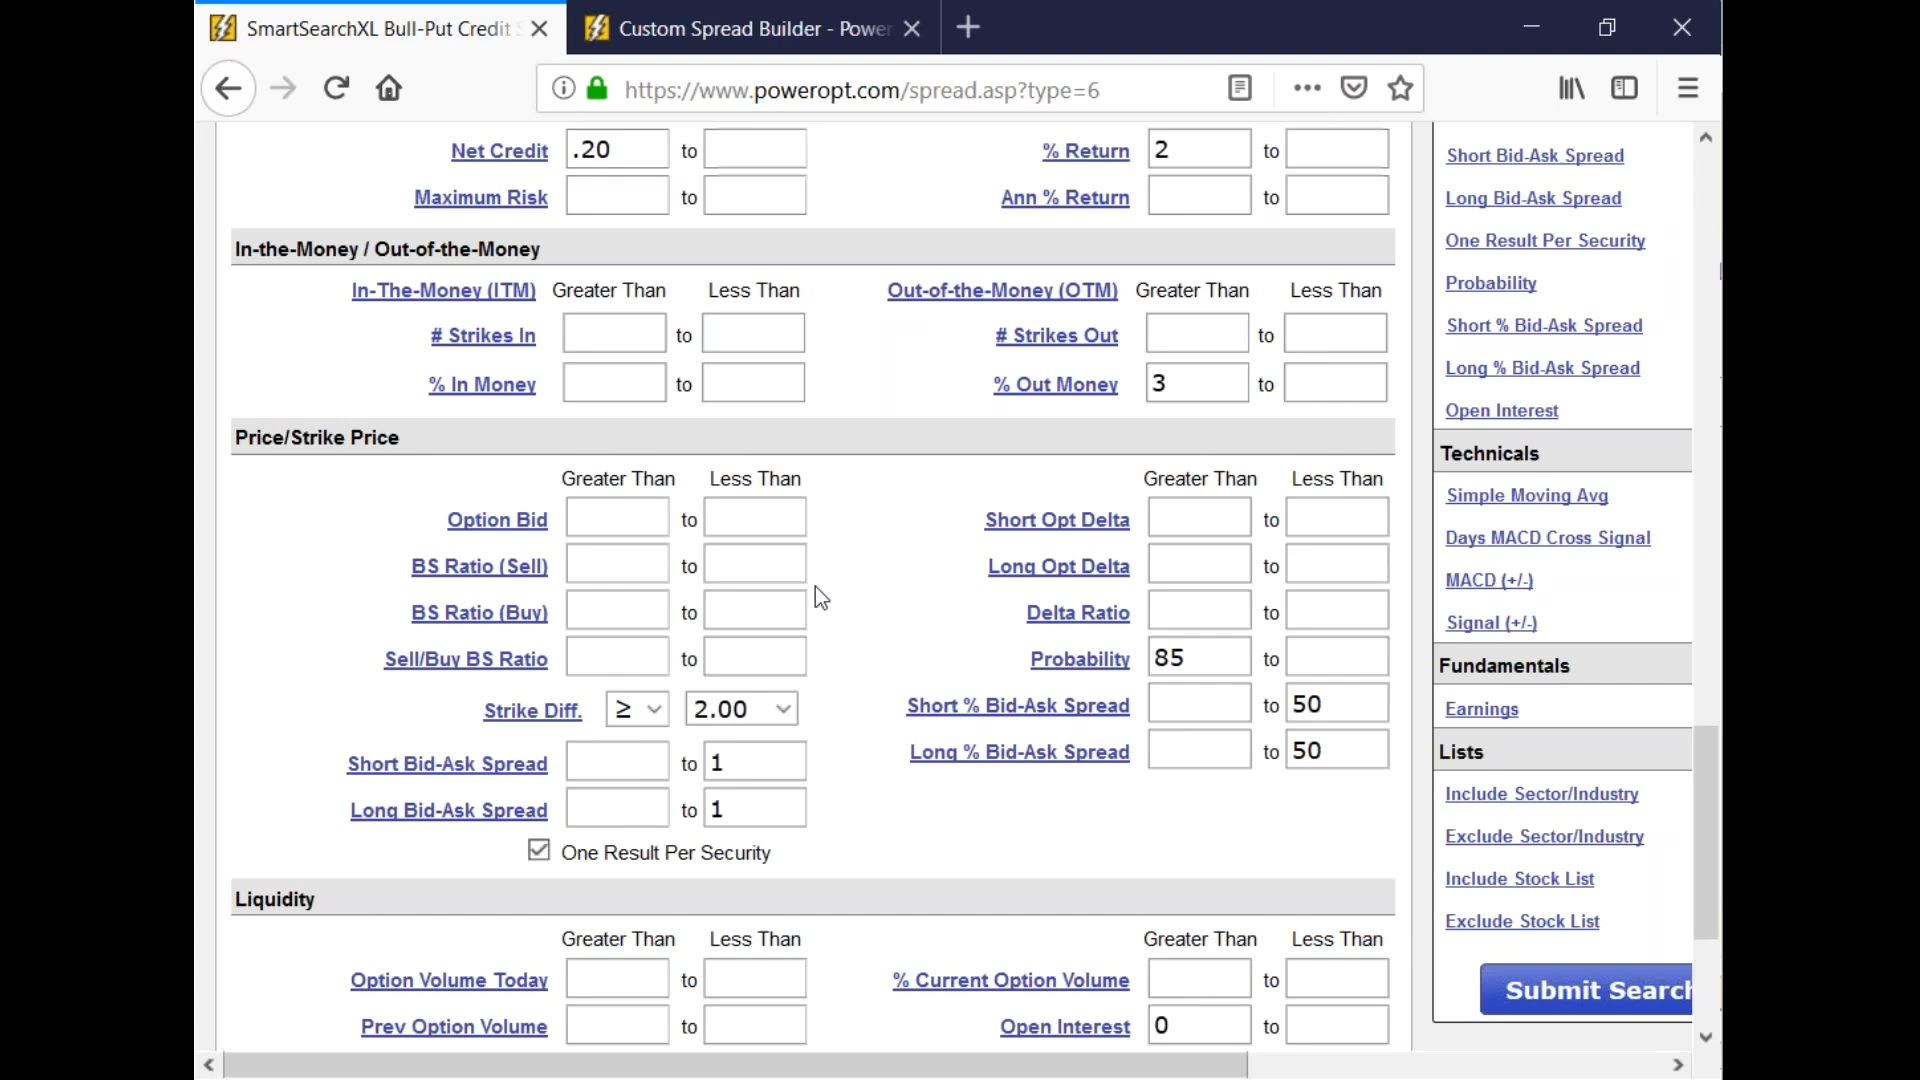 SmartSearchXL Bull-Put Credit
Custom Spread Builder - Power
https://www.poweropt.com/spread.asp?type=6
Net Credit .20 to % Return 2 to
Maximum Risk to Ann % Return to
In-the-Money / Out-of-the-Money
In-The-Money (ITM) Greater Than Less Than Out-of-the-Money (OTM) Greater Than Less Than
# Strikes In to # Strikes Out to
% In Money to % Out Money 3 to
Price/Strike Price
Greater Than Less Than Greater Than Less Than
Option Bid to Short Opt Delta to
BS Ratio (Sell) to Long Opt Delta to
BS Ratio (Buy) to Delta Ratio to
Sell/Buy BS Ratio to Probability 85 to
Strike Diff. ≥ 2.00 Short % Bid-Ask Spread to 50
Short Bid-Ask Spread to 1 Long % Bid-Ask Spread to 50
Long Bid-Ask Spread to 1
One Result Per Security
Liquidity
Greater Than Less Than Greater Than Less Than
Option Volume Today to % Current Option Volume to
Prev Option Volume to Open Interest 0 to
Short Bid-Ask Spread
Long Bid-Ask Spread
One Result Per Security
Probability
Short % Bid-Ask Spread
Long % Bid-Ask Spread
Open Interest
Technicals
Simple Moving Avg
Days MACD Cross Signal
MACD (+/-)
Signal (+/-)
Fundamentals
Earnings
Lists
Include Sector/Industry
Exclude Sector/Industry
Include Stock List
Exclude Stock List
Submit Search